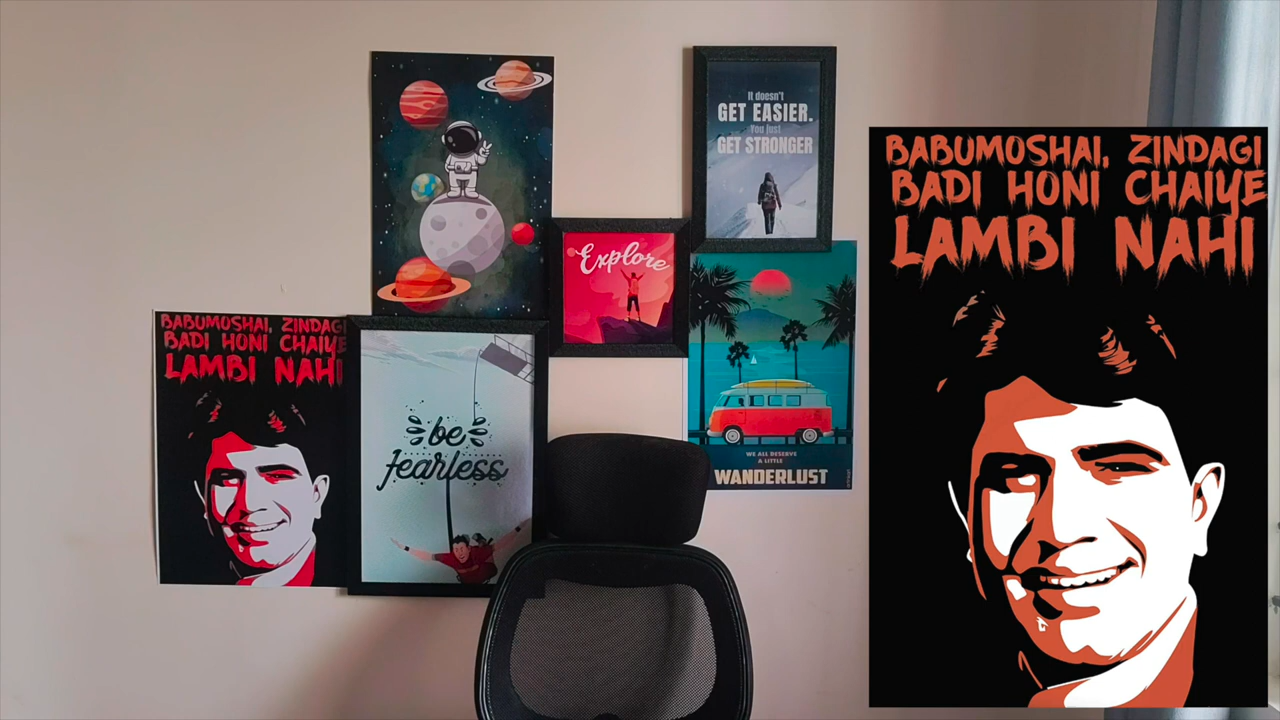 It doesn't
GET EASIER.
You just
GET STRONGER
Explore
BABUMOSHAI, ZINDAGI
BADI HONI CHAIYE
LAMBI NAHI
be
fearless
WE ALL RESERVE
A LITTLE
WANDERLUST
BABUMOSHAI, ZINDAGI
BADI HONI CHAIYE
LAMBI NAHI